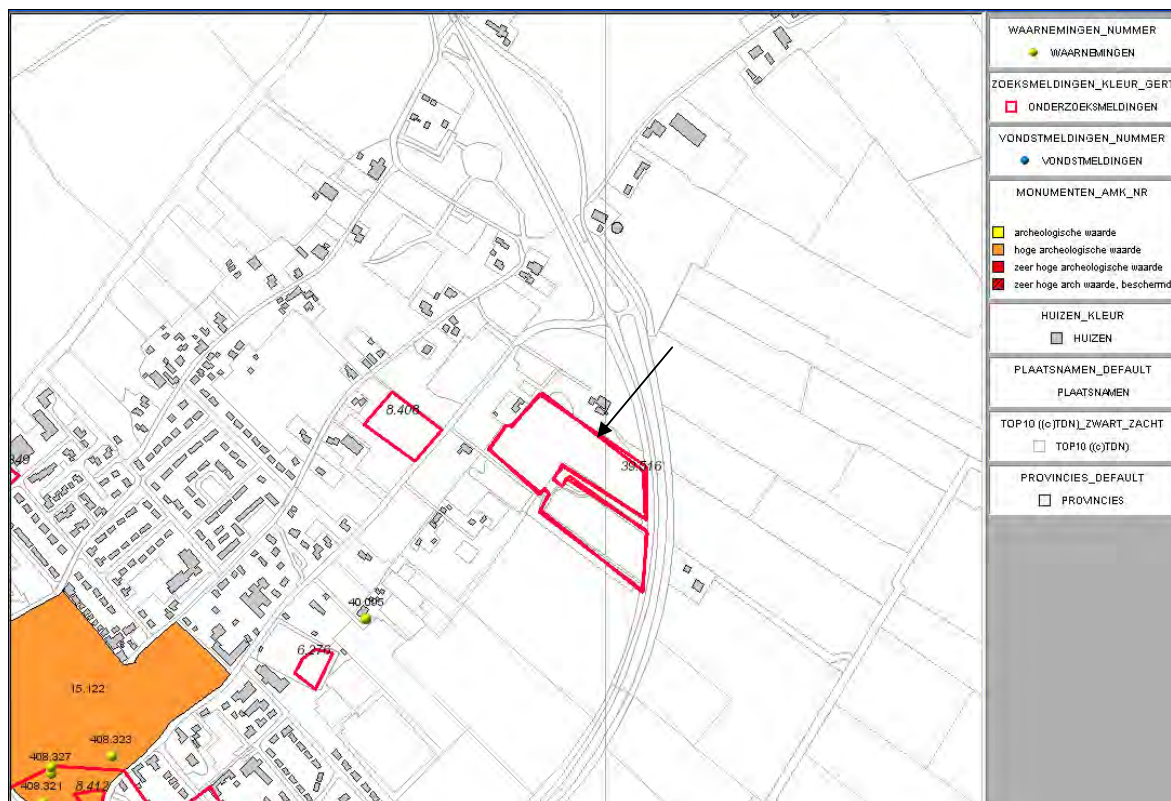 WAARNEMINGEN_NUMMER
WAARNEMINGEN
ZOEKSMELDINGEN_KLEUR_GERT
ONDERZOEKSMELDINGEN
VONDSTMELDINGEN_NUMMER
VONDSTMELDINGEN
MONUMENTEN_AMK_NR
archeologische waarde
hoge archeologische waarde
zeer hoge archeologische waarde
zeer hoge arch waarde, beschermd
HUIZEN_KLEUR
HUIZEN
PLAATSNAMEN_DEFAULT
PLAATSNAMEN
TOP10 ((c)TDN)_ZWART_ZACHT
TOP10 ((c)TDN)
PROVINCIES_DEFAULT
PROVINCIES
8.408
39.516
40.095
6.276
15.122
408.323
408.327
408.321
8.412